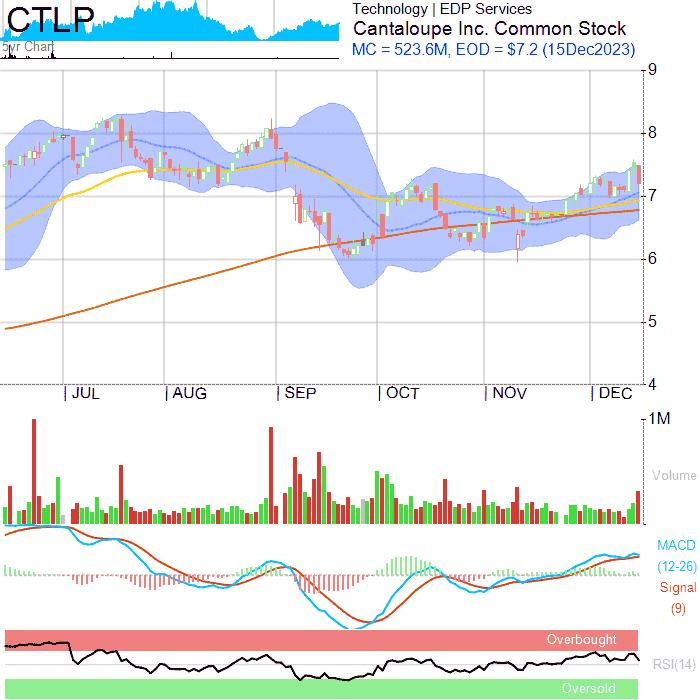 CTLP
5yr Chart
Technology | EDP Services
Cantaloupe Inc. Common Stock
MC = 523.6M, EOD = $7.2 (15Dec2023)
9
8
7
6
5
4
JUL AUG SEP OCT NOV DEC
1M
Volume
MACD
(12-26)
Signal
(9)
Overbought
RSI(14)
Oversold